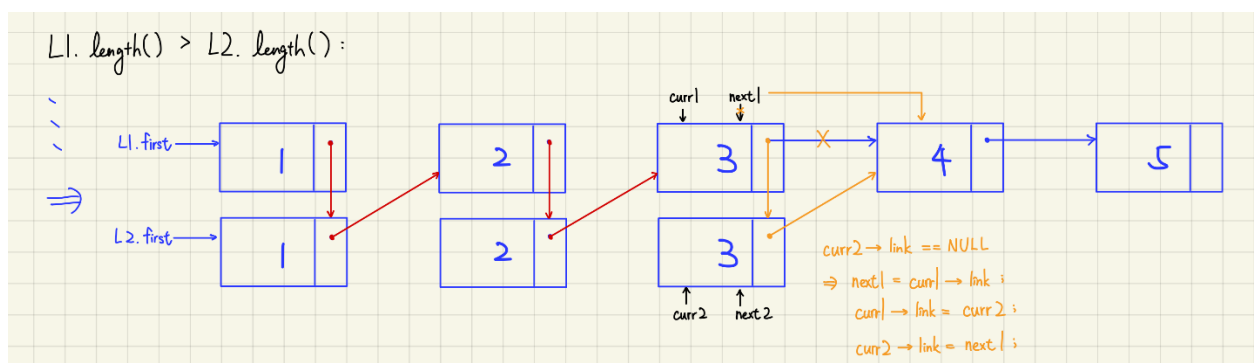 L1. length() > L2. length() :
curr1 next1
L1.first
1 2 3 4 5
⇒
L2.first
1 2 3
curr2 next2
curr2 → link == NULL
⇒ next1 = curr1 → link ;
curr1 → link = curr2 ;
curr2 → link = next1 ;